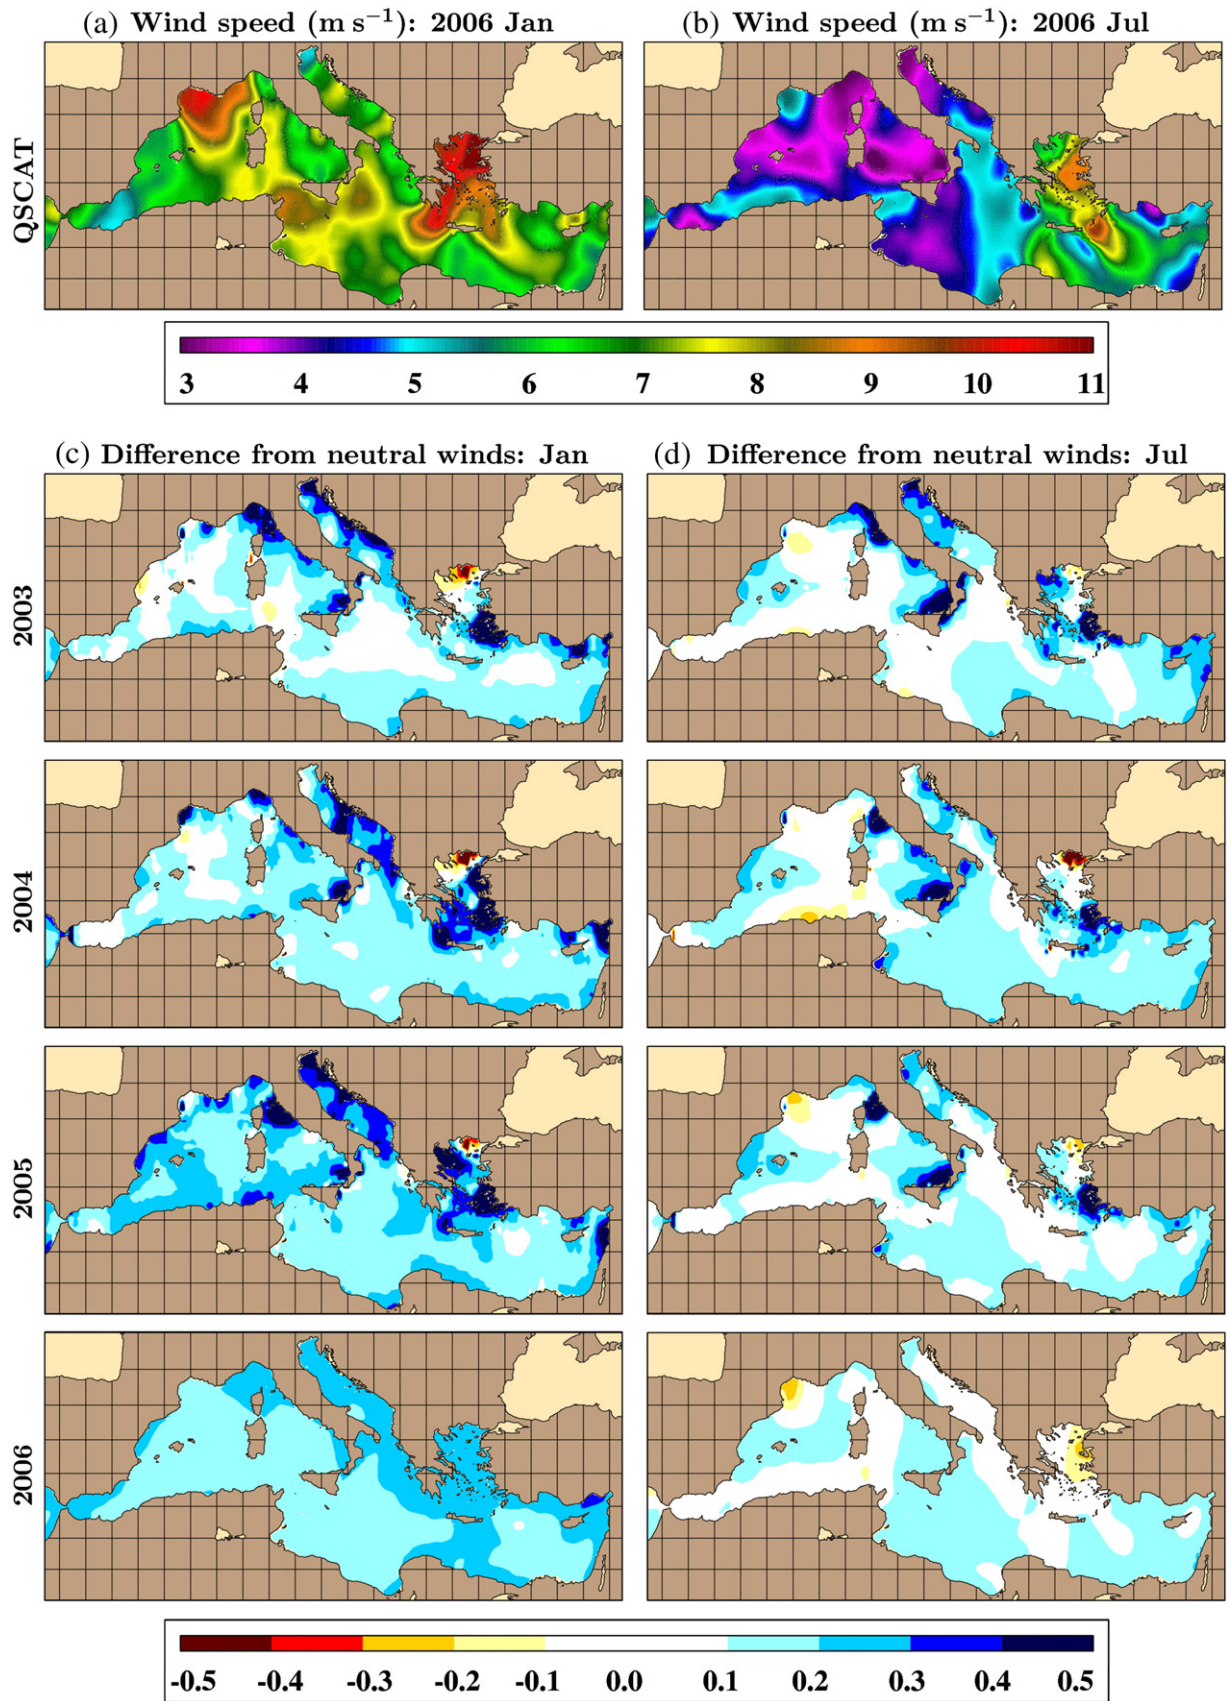 (a) Wind speed (m s−1): 2006 Jan
(b) Wind speed (m s−1): 2006 Jul
QSCAT
3 4 5 6 7 8 9 10 11
(c) Difference from neutral winds: Jan
(d) Difference from neutral winds: Jul
2003
2004
2005
2006
-0.5 -0.4 -0.3 -0.2 -0.1 0.0 0.1 0.2 0.3 0.4 0.5